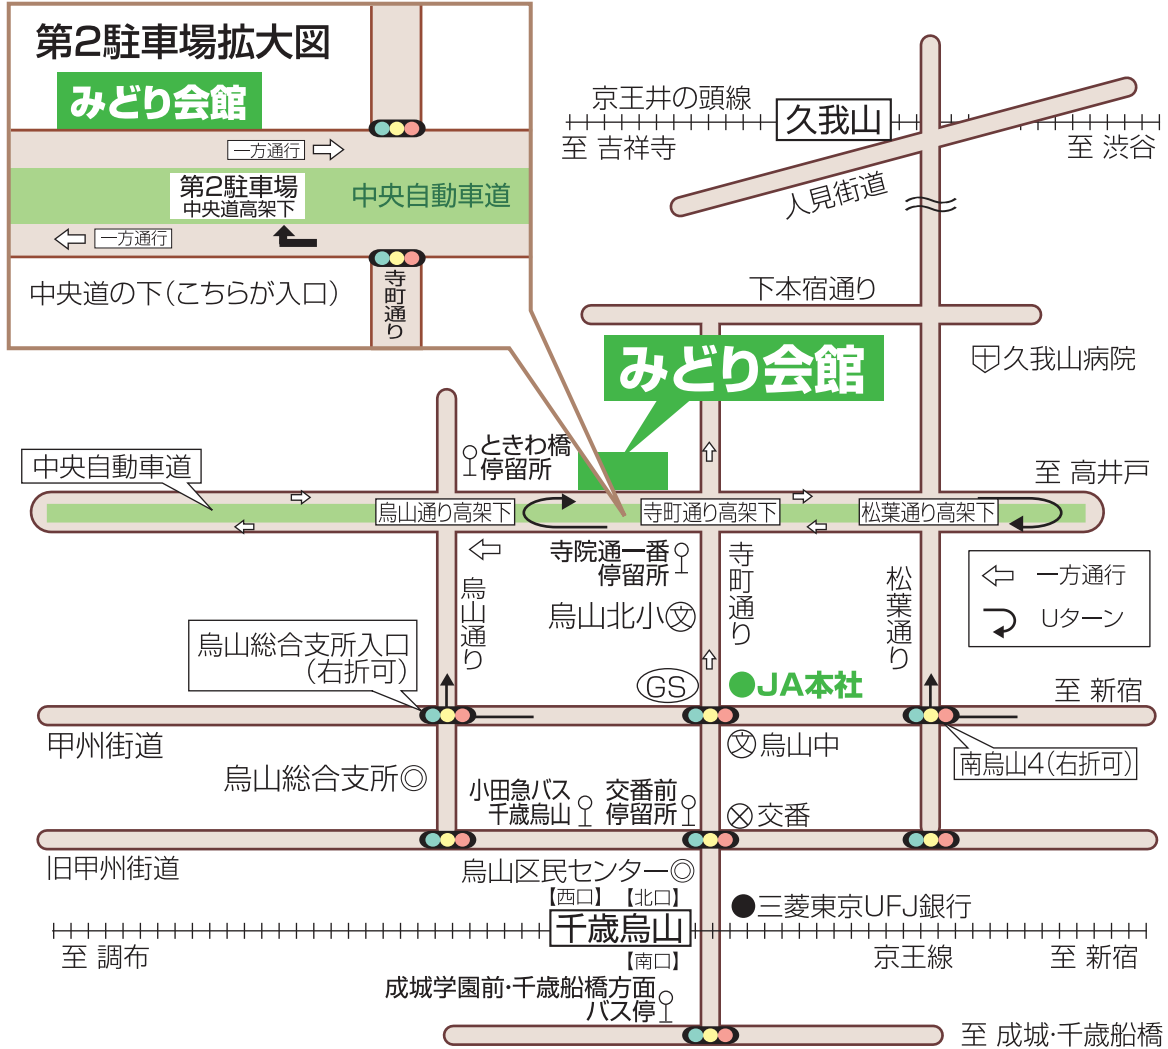 第2駐車場拡大図
みどり会館
一方通行
第2駐車場
中央道高架下
中央自動車道
一方通行
中央道の下(こちらが入口)
寺町通り
京王井の頭線
久我山
至 吉祥寺
至 渋谷
人見街道
下本宿通り
みどり会館
久我山病院
ときわ橋
停留所
中央自動車道
至 高井戸
烏山通り高架下
寺町通り高架下
松葉通り高架下
寺院通一番
停留所
烏山通り
寺町通り
松葉通り
一方通行
Uターン
烏山北小
文
烏山総合支所入口
(右折可)
GS
JA本社
至 新宿
甲州街道
文
烏山中
南烏山4(右折可)
烏山総合支所◎
小田急バス
千歳烏山
交番前
停留所
交番
旧甲州街道
烏山区民センター◎
【西口】
【北口】
千歳烏山
●三菱東京UFJ銀行
至 調布
【南口】
京王線
至 新宿
成城学園前・千歳船橋方面
バス停
至 成城・千歳船橋